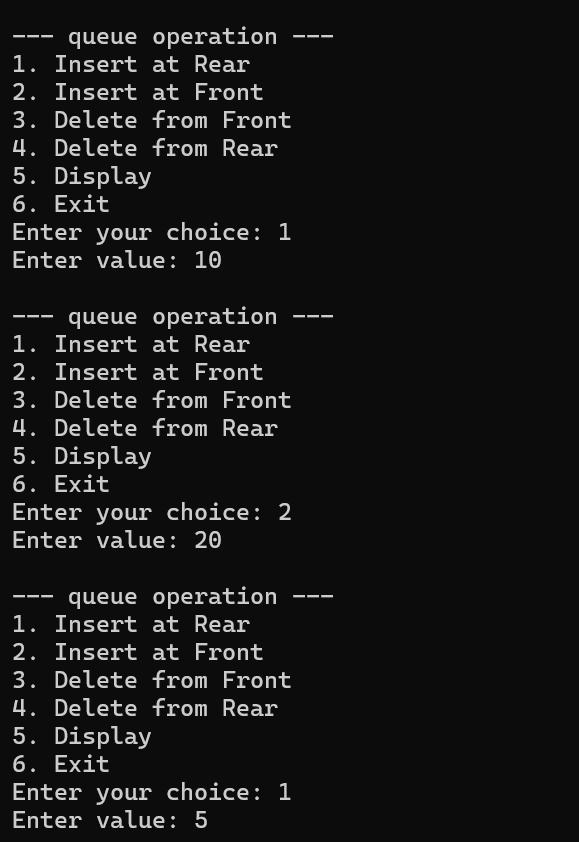 --- queue operation ---
1. Insert at Rear
2. Insert at Front
3. Delete from Front
4. Delete from Rear
5. Display
6. Exit
Enter your choice: 1
Enter value: 10

--- queue operation ---
1. Insert at Rear
2. Insert at Front
3. Delete from Front
4. Delete from Rear
5. Display
6. Exit
Enter your choice: 2
Enter value: 20

--- queue operation ---
1. Insert at Rear
2. Insert at Front
3. Delete from Front
4. Delete from Rear
5. Display
6. Exit
Enter your choice: 1
Enter value: 5